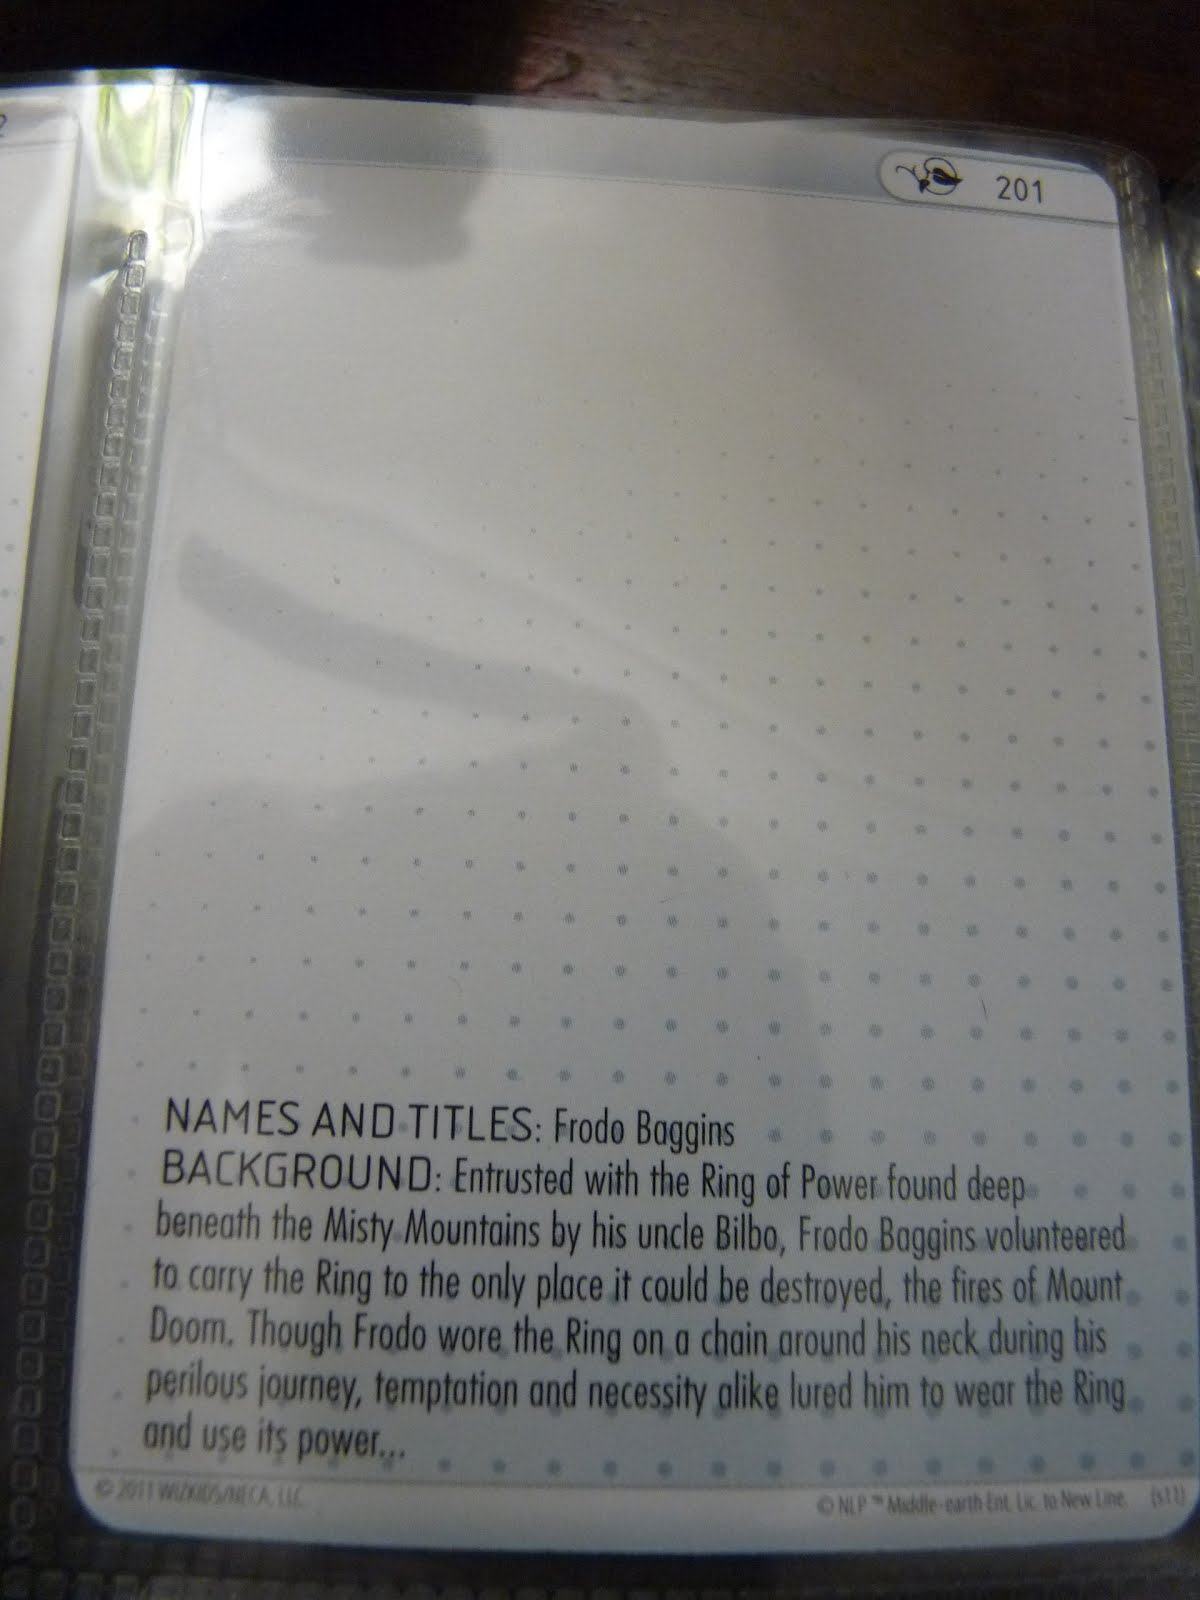 2
201
NAMES AND TITLES: Frodo Baggins
BACKGROUND: Entrusted with the Ring of Power found deep
beneath the Misty Mountains by his uncle Bilbo, Frodo Baggins volunteered
to carry the Ring to the only place it could be destroyed, the fires of Mount
Doom. Though Frodo wore the Ring on a chain around his neck during his
perilous journey, temptation and necessity alike lured him to wear the Ring
and use its power...
© 2011 WIZKIDS/NECA, LLC.
© NLP ™ Middle-earth Ent. Lic. to New Line. (s11)